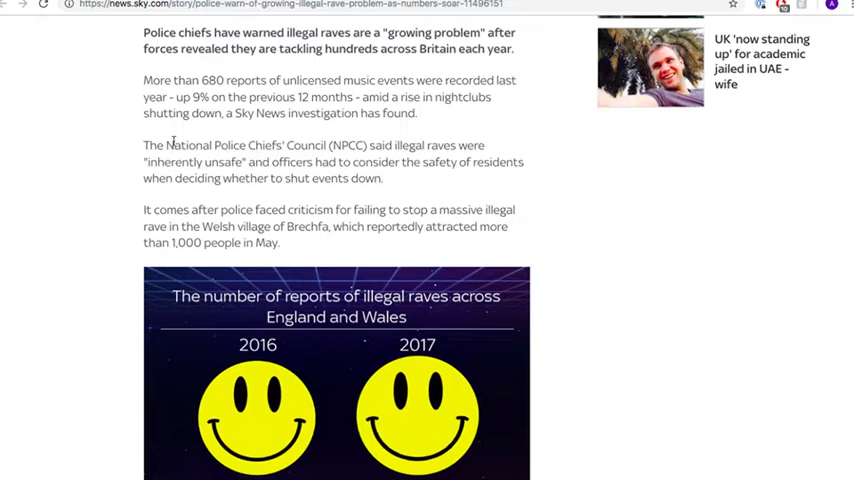 https://news.sky.com/story/police-warn-of-growing-illegal-rave-problem-as-numbers-soar-11496151
Police chiefs have warned illegal raves are a "growing problem" after
forces revealed they are tackling hundreds across Britain each year.
More than 680 reports of unlicensed music events were recorded last
year - up 9% on the previous 12 months - amid a rise in nightclubs
shutting down, a Sky News investigation has found.
The National Police Chiefs' Council (NPCC) said illegal raves were
"inherently unsafe" and officers had to consider the safety of residents
when deciding whether to shut events down.
It comes after police faced criticism for failing to stop a massive illegal
rave in the Welsh village of Brechfa, which reportedly attracted more
than 1,000 people in May.
The number of reports of illegal raves across
England and Wales
2016 2017
UK 'now standing
up' for academic
jailed in UAE -
wife